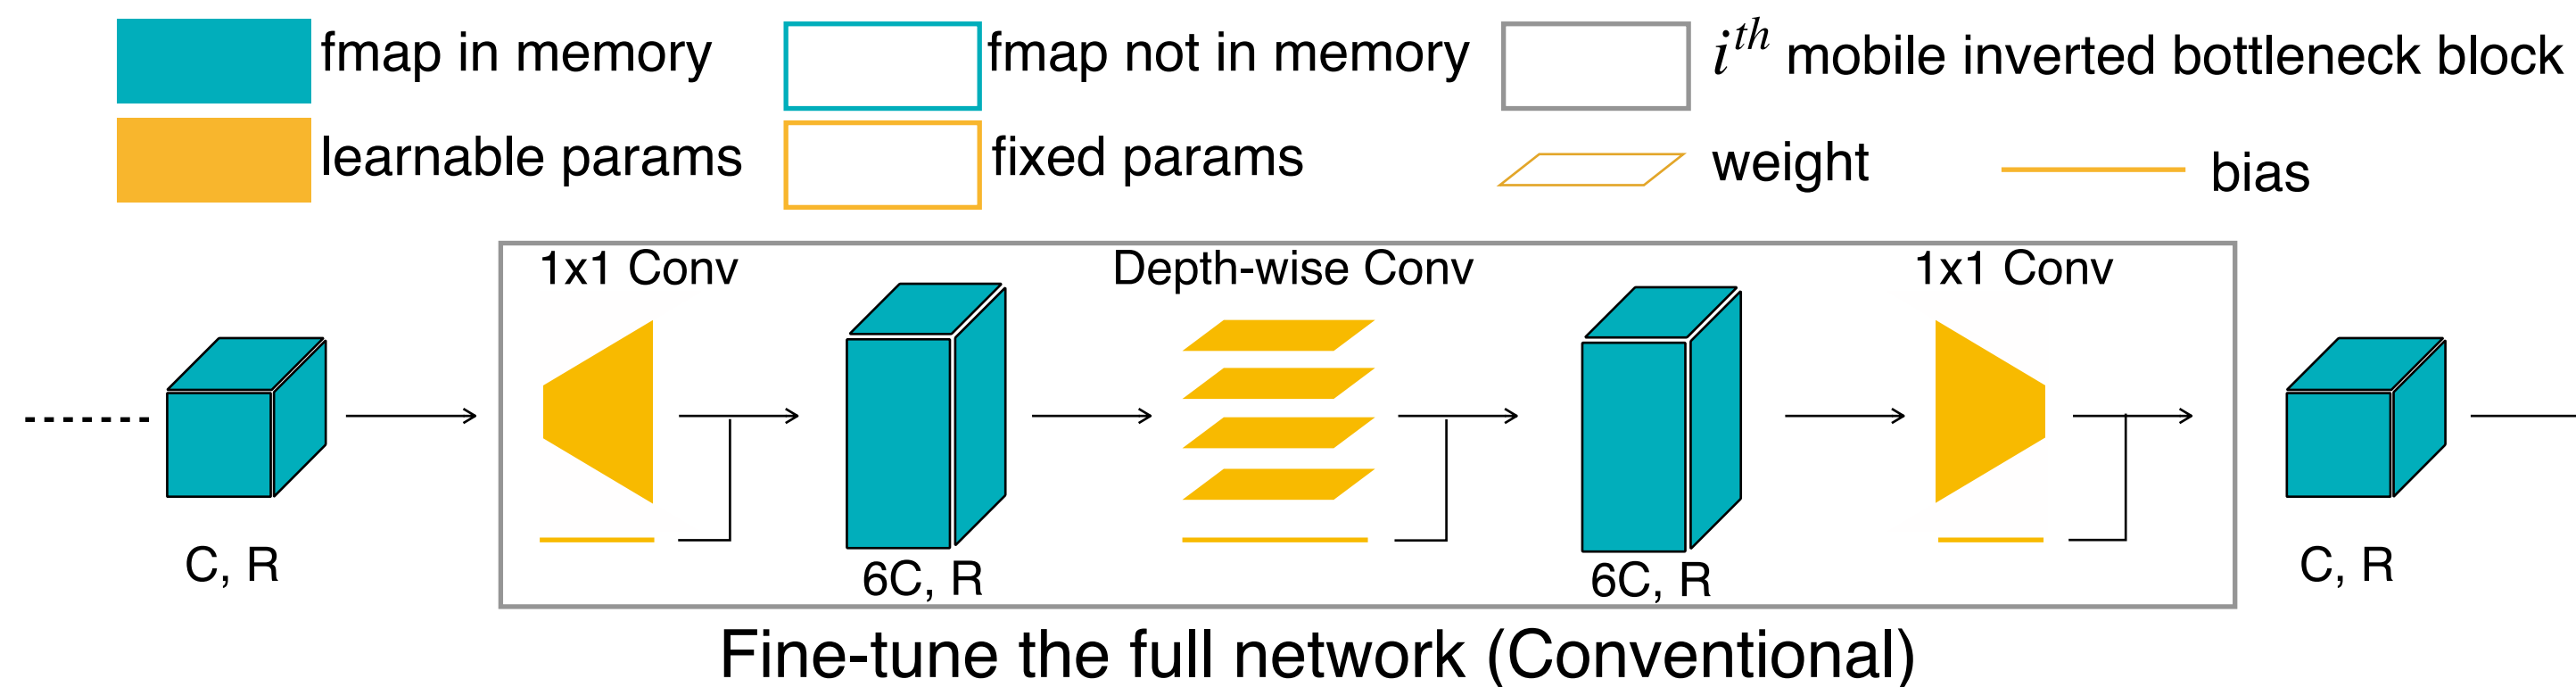 fmap in memory
fmap not in memory
i^th mobile inverted bottleneck block
learnable params
fixed params
weight
bias
1x1 Conv
Depth-wise Conv
1x1 Conv
C, R
6C, R
6C, R
C, R
Fine-tune the full network (Conventional)